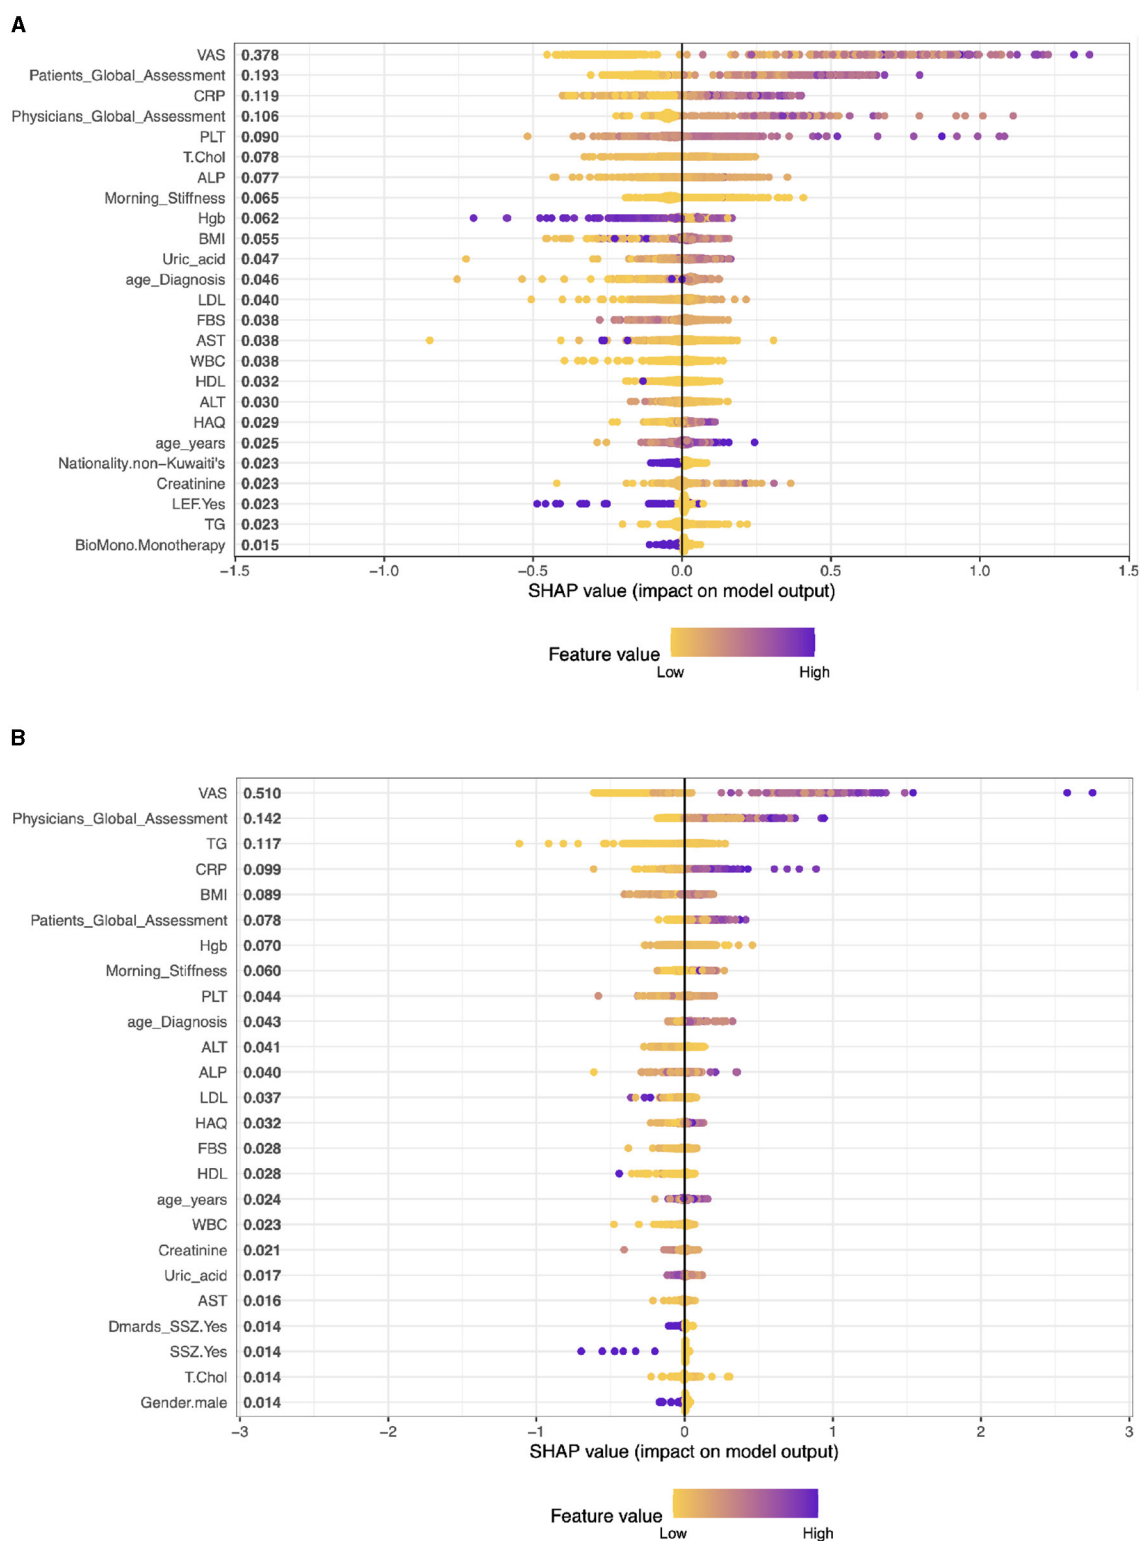 A
VAS 0.378
Patients_Global_Assessment 0.193
CRP 0.119
Physicians_Global_Assessment 0.106
PLT 0.090
T.Chol 0.078
ALP 0.077
Morning_Stiffness 0.065
Hgb 0.062
BMI 0.055
Uric_acid 0.047
age_Diagnosis 0.046
LDL 0.040
FBS 0.038
AST 0.038
WBC 0.038
HDL 0.032
ALT 0.030
HAQ 0.029
age_years 0.025
Nationality.non−Kuwaiti's 0.023
Creatinine 0.023
LEF.Yes 0.023
TG 0.023
BioMono.Monotherapy 0.015
−1.5 −1.0 −0.5 0.0 0.5 1.0 1.5
SHAP value (impact on model output)
Feature value
Low High
B
VAS 0.510
Physicians_Global_Assessment 0.142
TG 0.117
CRP 0.099
BMI 0.089
Patients_Global_Assessment 0.078
Hgb 0.070
Morning_Stiffness 0.060
PLT 0.044
age_Diagnosis 0.043
ALT 0.041
ALP 0.040
LDL 0.037
HAQ 0.032
FBS 0.028
HDL 0.028
age_years 0.024
WBC 0.023
Creatinine 0.021
Uric_acid 0.017
AST 0.016
Dmards_SSZ.Yes 0.014
SSZ.Yes 0.014
T.Chol 0.014
Gender.male 0.014
−3 −2 −1 0 1 2 3
SHAP value (impact on model output)
Feature value
Low High